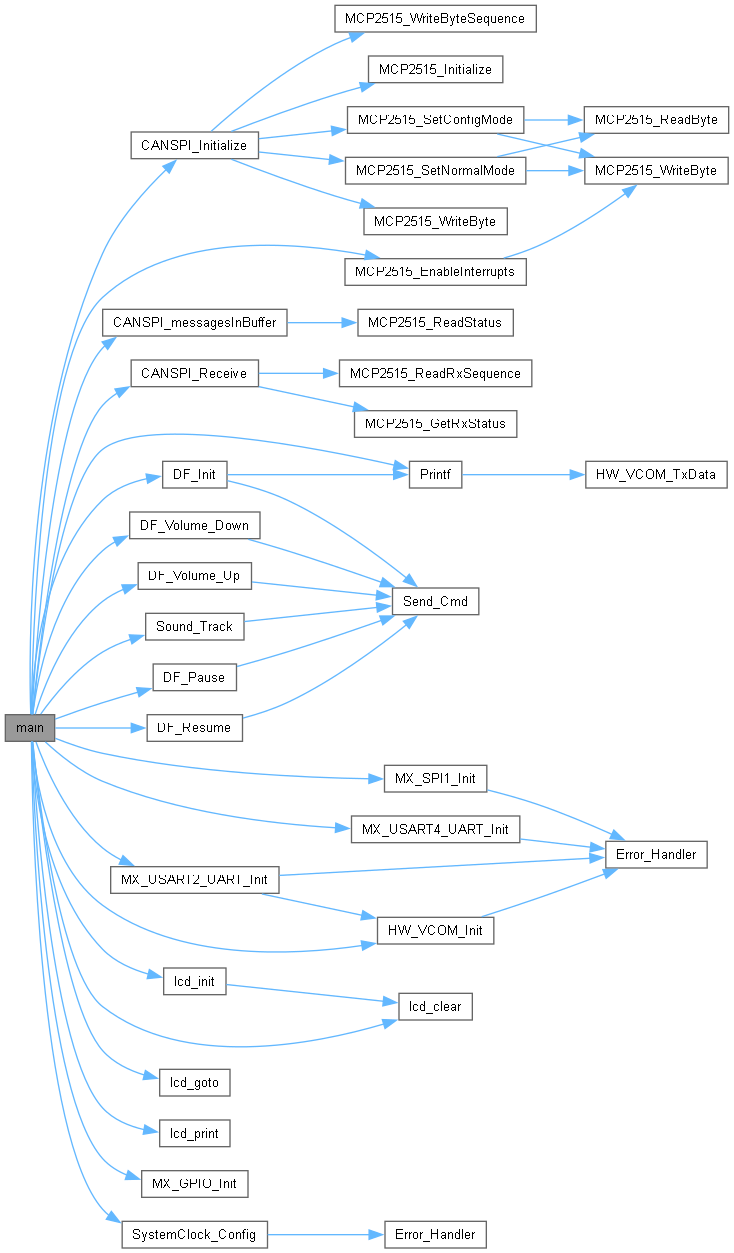 MCP2515_WriteByteSequence
MCP2515_Initialize
MCP2515_SetConfigMode
MCP2515_ReadByte
CANSPI_Initialize
MCP2515_SetNormalMode
MCP2515_WriteByte
MCP2515_WriteByte
MCP2515_EnableInterrupts
CANSPI_messagesInBuffer
MCP2515_ReadStatus
CANSPI_Receive
MCP2515_ReadRxSequence
MCP2515_GetRxStatus
DF_Init
Printf
HW_VCOM_TxData
DF_Volume_Down
DF_Volume_Up
Send_Cmd
Sound_Track
DF_Pause
main
DF_Resume
MX_SPI1_Init
MX_USART4_UART_Init
Error_Handler
MX_USART2_UART_Init
HW_VCOM_Init
lcd_init
lcd_clear
lcd_goto
lcd_print
MX_GPIO_Init
SystemClock_Config
Error_Handler